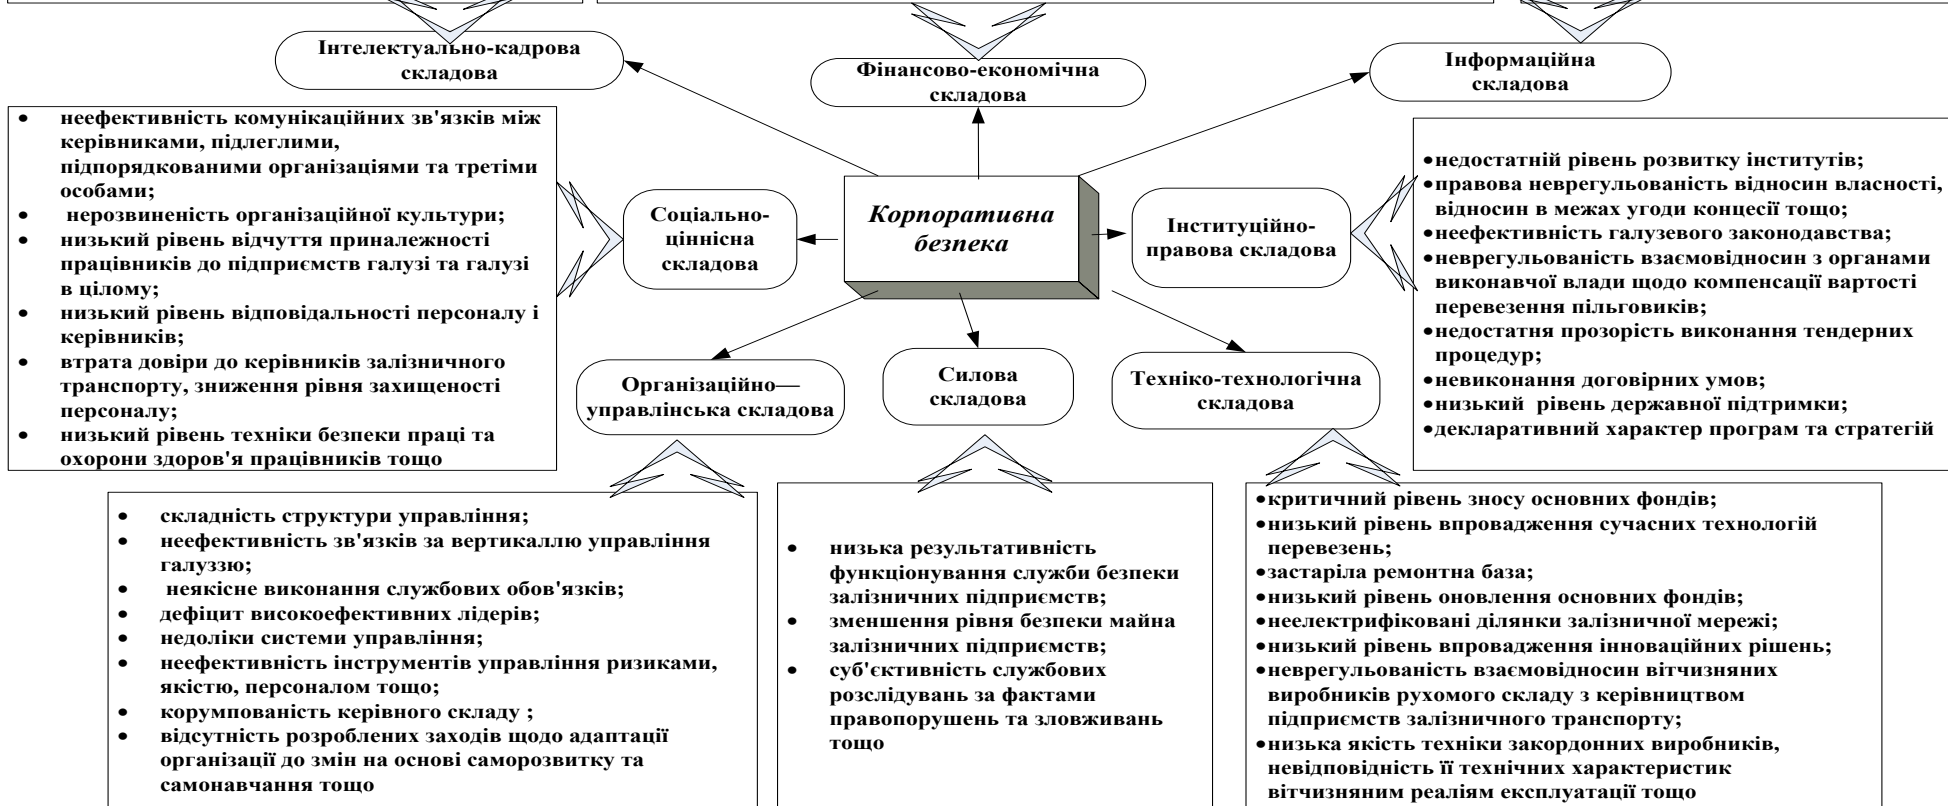 Інтелектуально-кадрова
складова
Фінансово-економічна
складова
Інформаційна
складова
• неефективність комунікаційних зв'язків між
керівниками, підлеглими,
підпорядкованими організаціями та третіми
особами;
• нерозвиненість організаційної культури;
• низький рівень відчуття приналежності
працівників до підприємств галузі та галузі
в цілому;
• низький рівень відповідальності персоналу і
керівників;
• втрата довіри до керівників залізничного
транспорту, зниження рівня захищеності
персоналу;
• низький рівень техніки безпеки праці та
охорони здоров'я працівників тощо
Соціально-
ціннісна
складова
Корпоративна
безпека
Інституційно-
правова складова
•недостатній рівень розвитку інститутів;
•правова неврегульованість відносин власності,
відносин в межах угоди концесії тощо;
•неефективність галузевого законодавства;
•неврегульованість взаємовідносин з органами
виконавчої влади щодо компенсації вартості
перевезення пільговиків;
•недостатня прозорість виконання тендерних
процедур;
•невиконання договірних умов;
•низький рівень державної підтримки;
•декларативний характер програм та стратегій
Організаційно—
управлінська складова
Силова
складова
Техніко-технологічна
складова
• складність структури управління;
• неефективність зв'язків за вертикаллю управління
галуззю;
• неякісне виконання службових обов'язків;
• дефіцит високоефективних лідерів;
• недоліки системи управління;
• неефективність інструментів управління ризиками,
якістю, персоналом тощо;
• корумпованість керівного складу ;
• відсутність розроблених заходів щодо адаптації
організації до змін на основі саморозвитку та
самонавчання тощо
• низька результативність
функціонування служби безпеки
залізничних підприємств;
• зменшення рівня безпеки майна
залізничних підприємств;
• суб'єктивність службових
розслідувань за фактами
правопорушень та зловживань
тощо
•критичний рівень зносу основних фондів;
•низький рівень впровадження сучасних технологій
перевезень;
•застаріла ремонтна база;
•низький рівень оновлення основних фондів;
•неелектрифіковані ділянки залізничної мережі;
•низький рівень впровадження інноваційних рішень;
•неврегульованість взаємовідносин вітчизняних
виробників рухомого складу з керівництвом
підприємств залізничного транспорту;
•низька якість техніки закордонних виробників,
невідповідність її технічних характеристик
вітчизняним реаліям експлуатації тощо